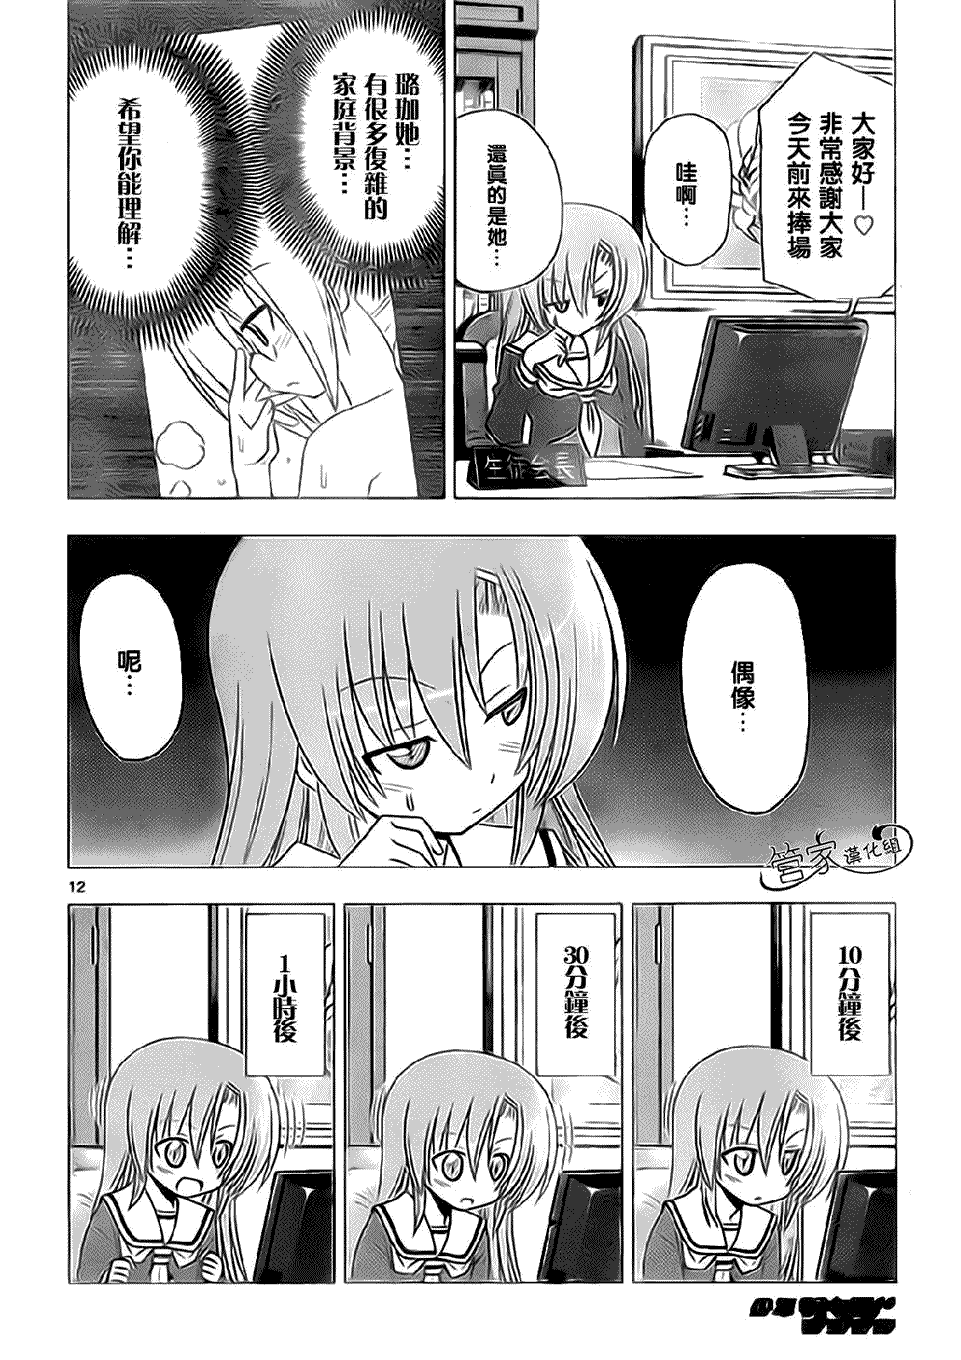 大家好—♡
非常感謝大家
今天前來捧場
哇啊…
還真的是她…
生徒会長
璐珈她…
有很多復雜的
家庭背景…
希望你能理解…
偶像…
呢…
管家
漢化組
12
10分鐘後
30分鐘後
1小時後